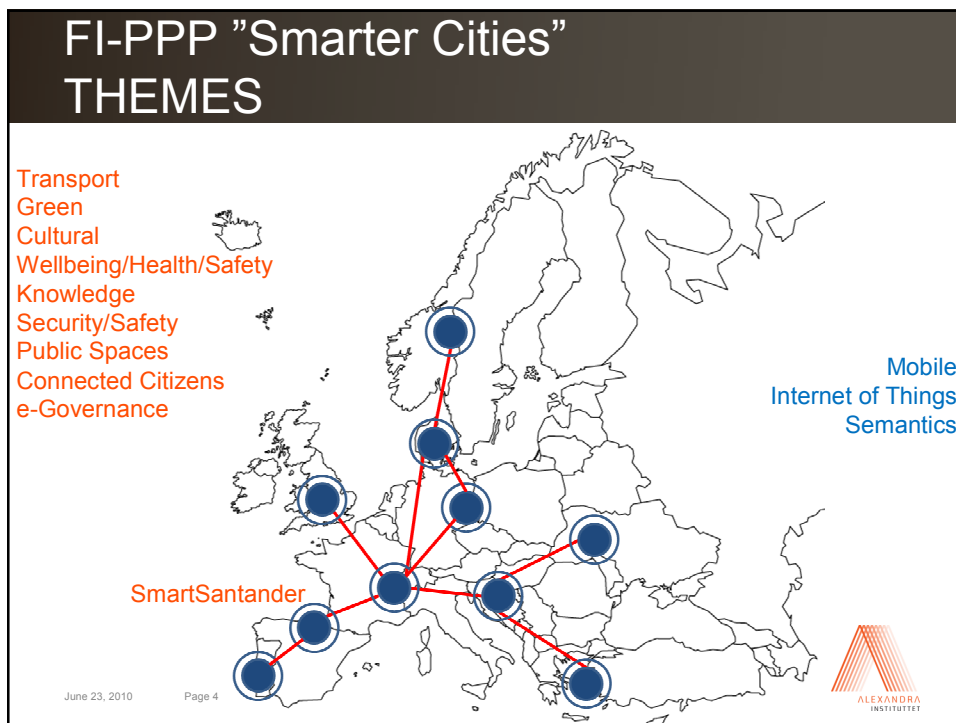 FI-PPP ”Smarter Cities”
THEMES
Transport
Green
Cultural
Wellbeing/Health/Safety
Knowledge
Security/Safety
Public Spaces
Connected Citizens
e-Governance
Mobile
Internet of Things
Semantics
SmartSantander
June 23, 2010
Page 4
ALEXANDRA
INSTITUTTET